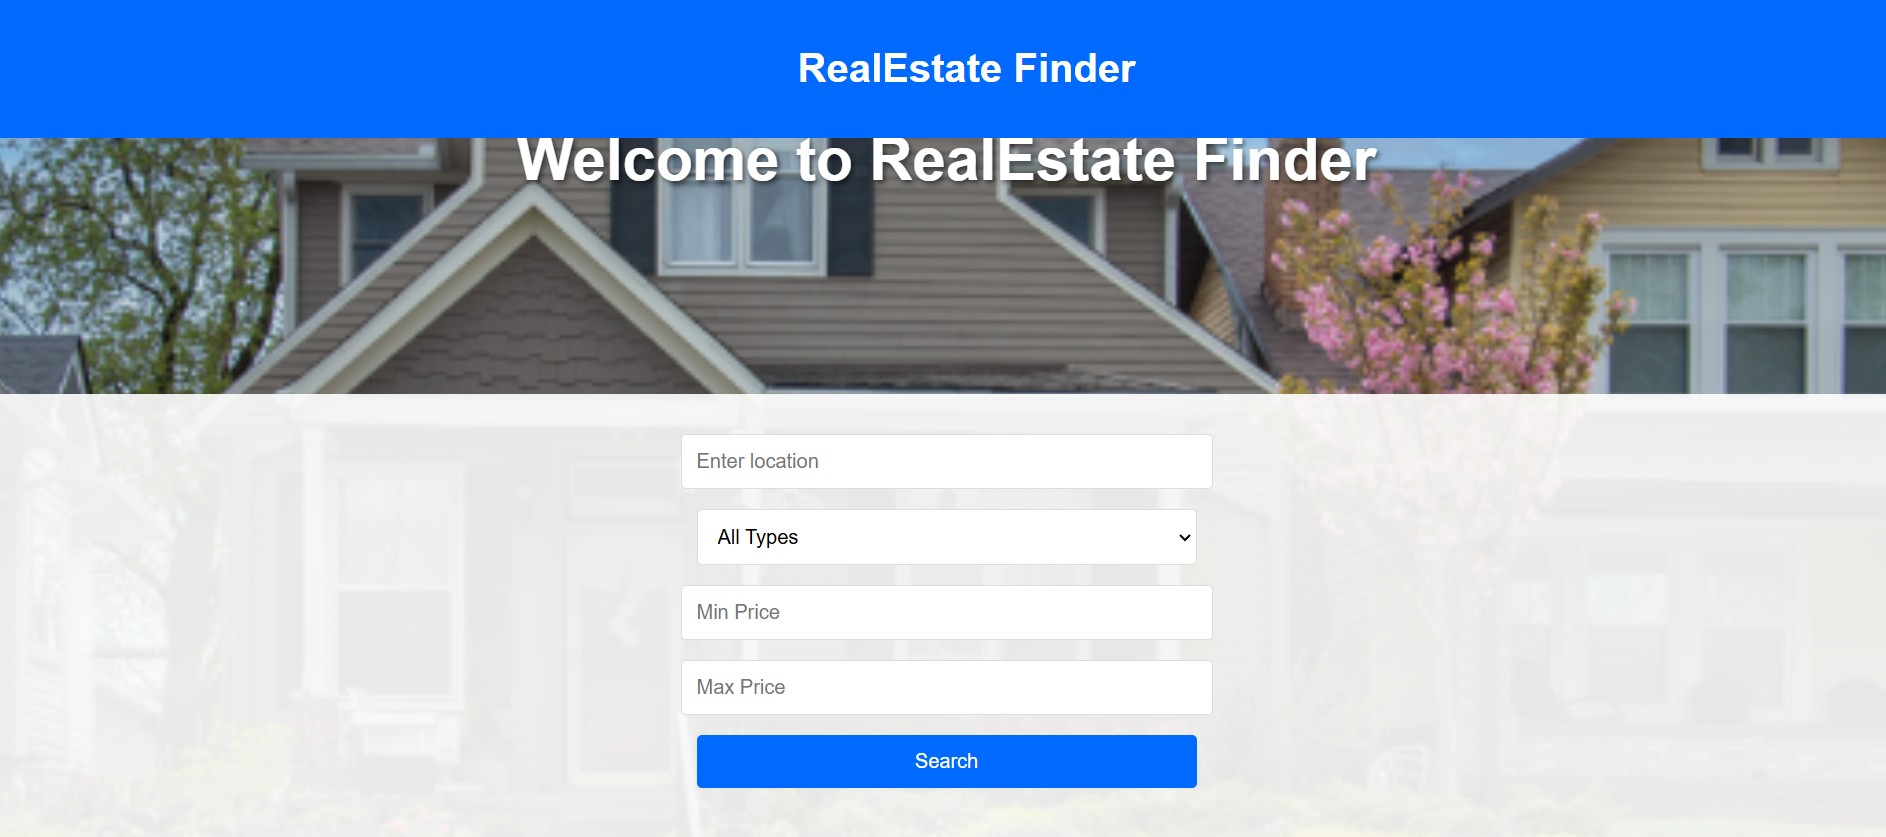 RealEstate Finder
Welcome to RealEstate Finder
Enter location
All Types
Min Price
Max Price
Search